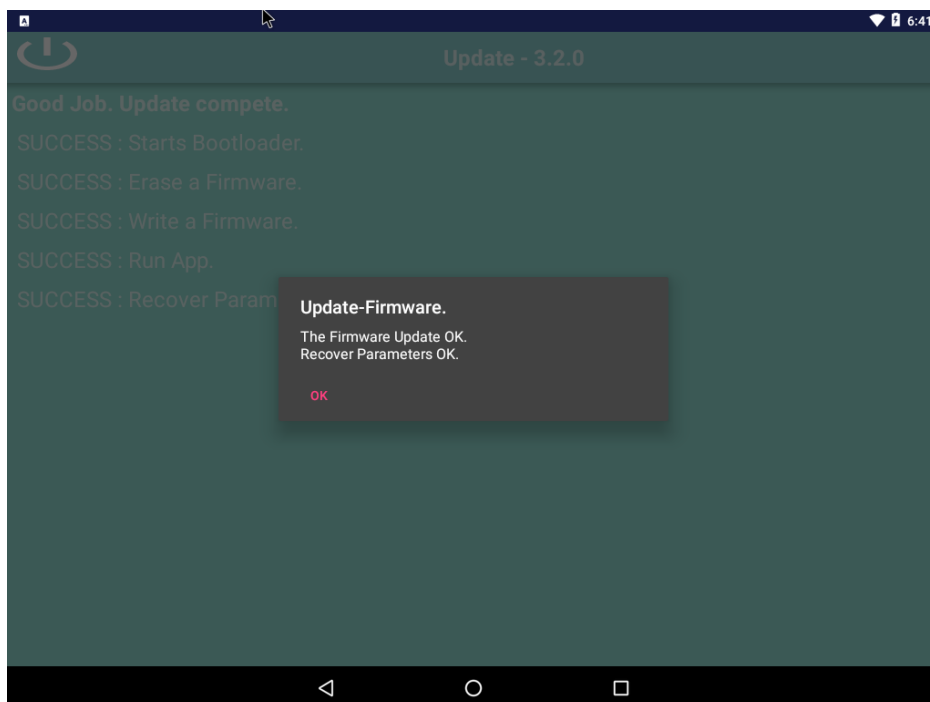 A
6:41
Update - 3.2.0
Good Job. Update compete.
SUCCESS : Starts Bootloader.
SUCCESS : Erase a Firmware.
SUCCESS : Write a Firmware.
SUCCESS : Run App.
SUCCESS : Recover Param
Update-Firmware.
The Firmware Update OK.
Recover Parameters OK.
OK